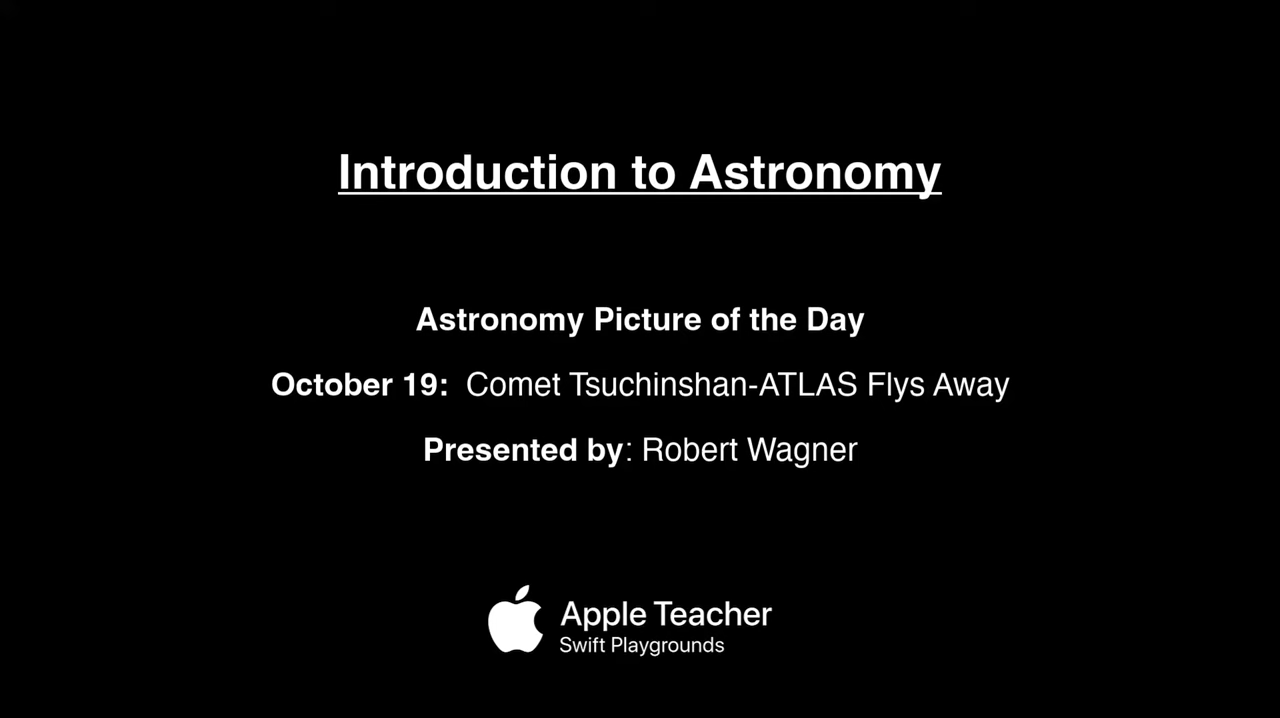 Introduction to Astronomy
Astronomy Picture of the Day
October 19: Comet Tsuchinshan-ATLAS Flys Away
Presented by: Robert Wagner
Apple Teacher
Swift Playgrounds